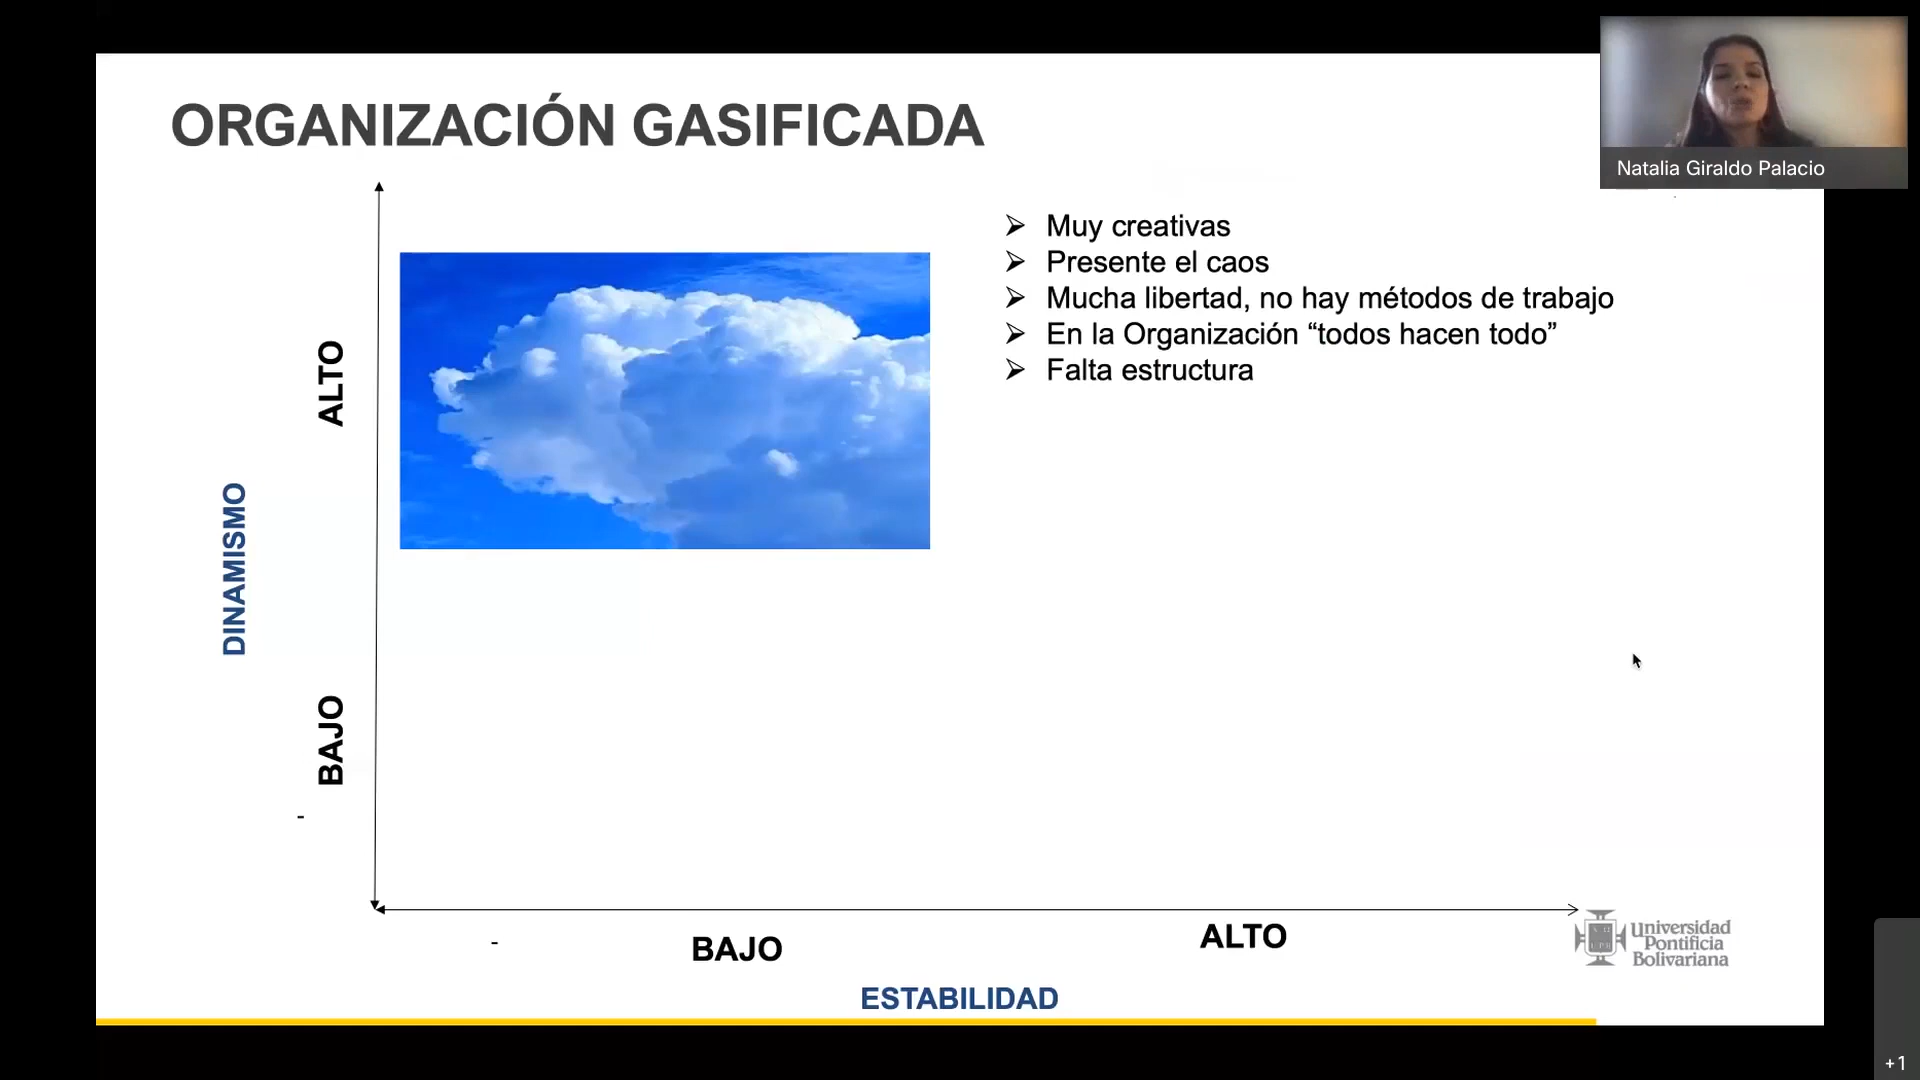 ORGANIZACIÓN GASIFICADA
Natalia Giraldo Palacio
➢ Muy creativas
➢ Presente el caos
➢ Mucha libertad, no hay métodos de trabajo
➢ En la Organización “todos hacen todo”
➢ Falta estructura
ALTO
DINAMISMO
BAJO
-
-
BAJO
ALTO
ESTABILIDAD
Universidad
Pontificia
Bolivariana
+1